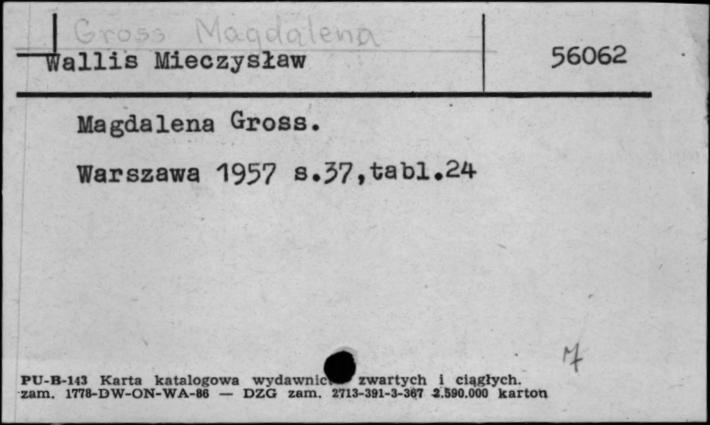 Gross Magdalena
Wallis Mieczysław 56062
Magdalena Gross.
Warszawa 1957 s.37,tabl.24
PU-B-143 Karta katalogowa zwartych i ciągłych.
zam. 1778-DW-ON-WA-86 — DZG zam. 2713-391-3-367 2.590.000 karton